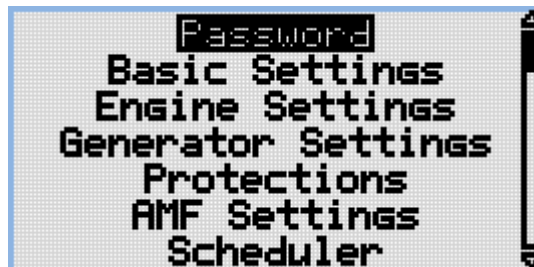 Password
Basic Settings
Engine Settings
Generator Settings
Protections
AMF Settings
Scheduler